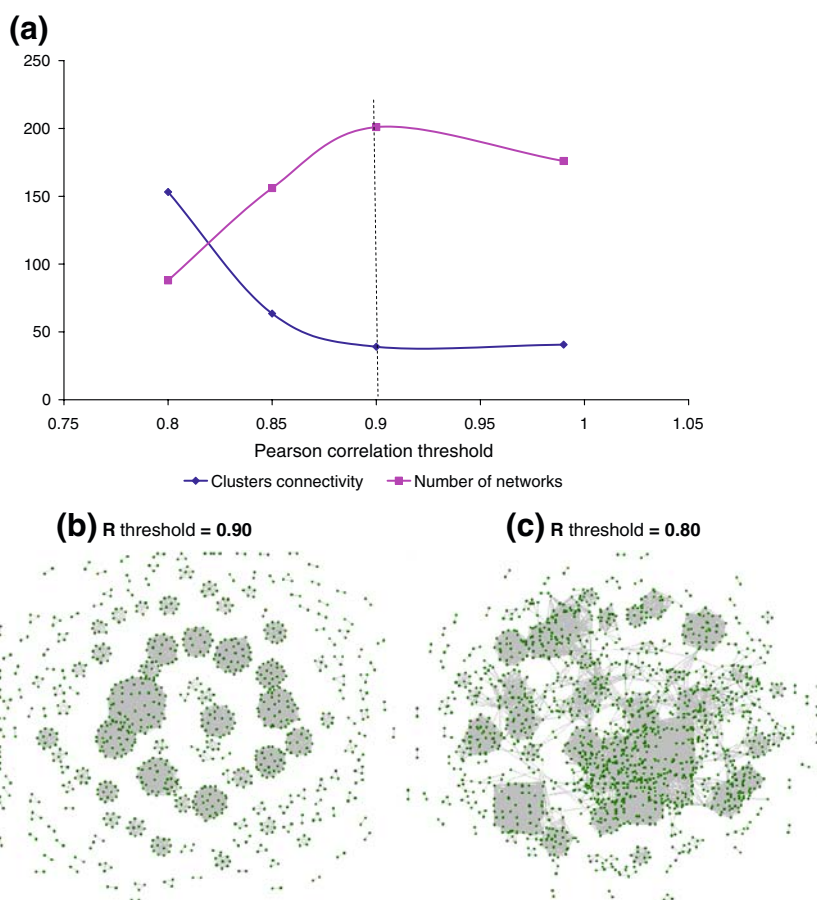 (a)
250
200
150
100
50
0
0.75 0.8 0.85 0.9 0.95 1 1.05
Pearson correlation threshold
Clusters connectivity Number of networks
(b) R threshold = 0.90
(c) R threshold = 0.80